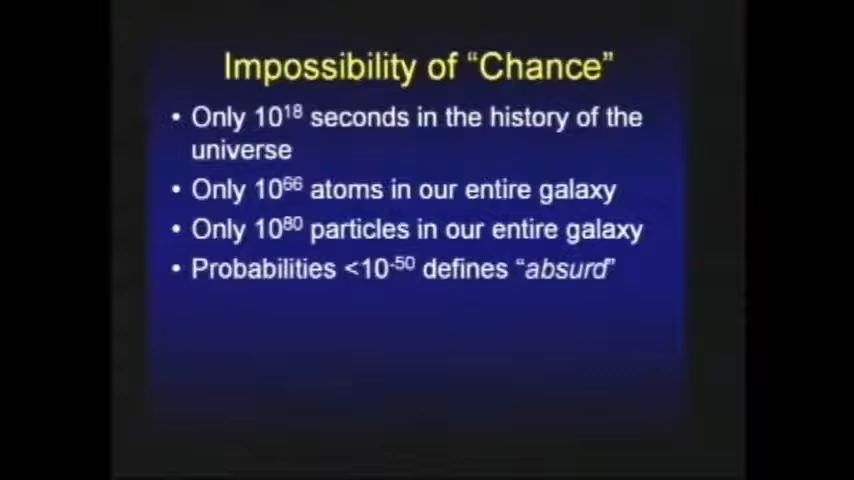 Impossibility of “Chance”
• Only 10¹⁸ seconds in the history of the
universe
• Only 10⁶⁶ atoms in our entire galaxy
• Only 10⁸⁰ particles in our entire galaxy
• Probabilities <10⁻⁵⁰ defines “absurd”